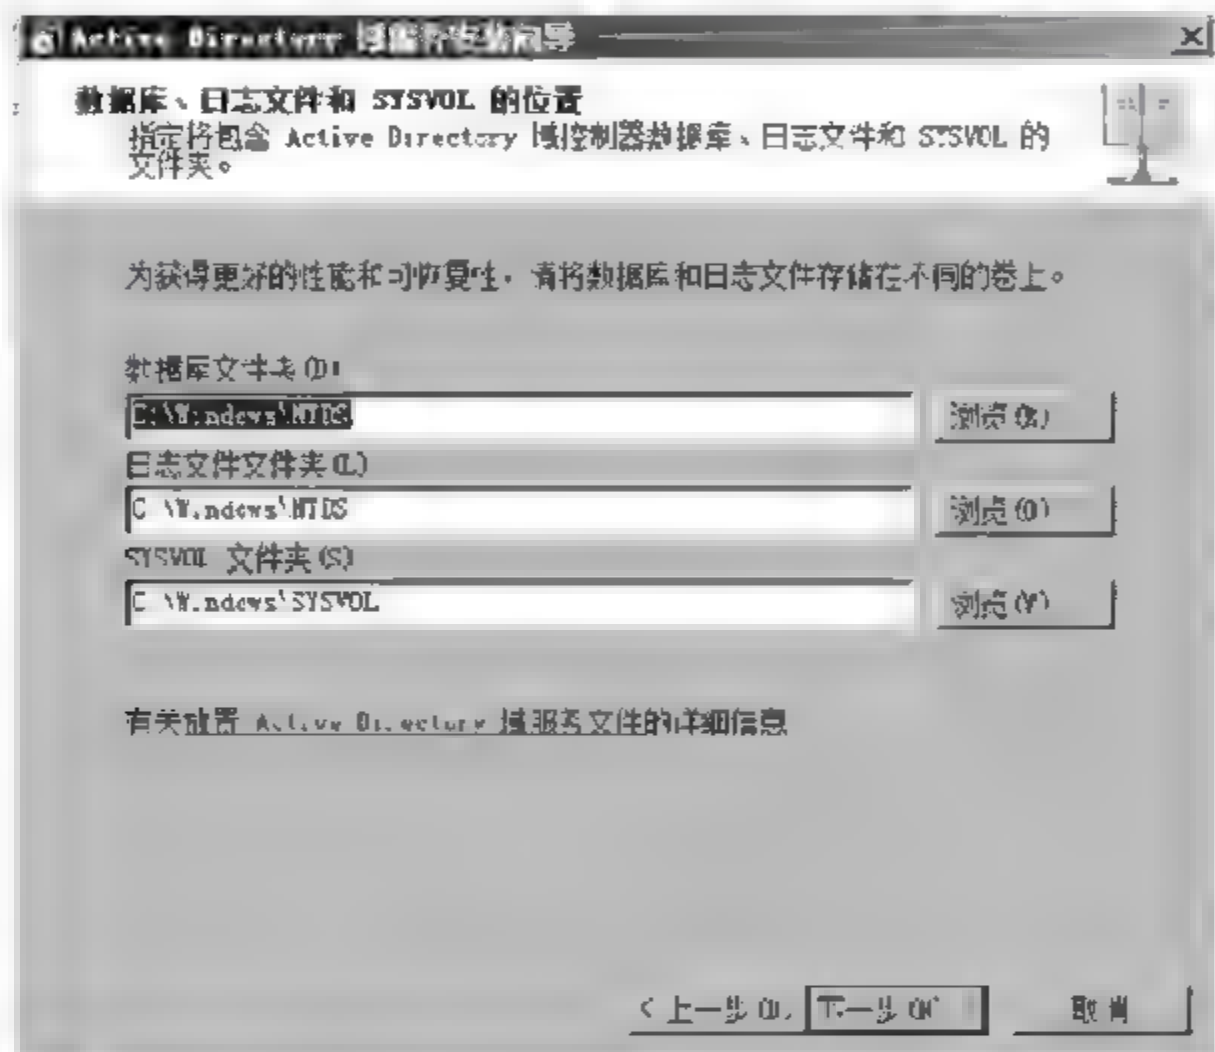 Active Directory 域服务安装向导
数据库、日志文件和 SYSVOL 的位置
指定将包含 Active Directory 域控制器数据库、日志文件和 SYSVOL 的
文件夹。
为获得更好的性能和可恢复性，请将数据库和日志文件存储在不同的卷上。
数据库文件夹(D):
C:\Windows\NTDS
浏览(R)
日志文件文件夹(L)
C:\Windows\NTDS
浏览(O)
SYSVOL 文件夹(S)
C:\Windows\SYSVOL
浏览(W)
有关放置 Active Directory 域服务文件的详细信息
< 上一步(B) 下一步(N) 取消